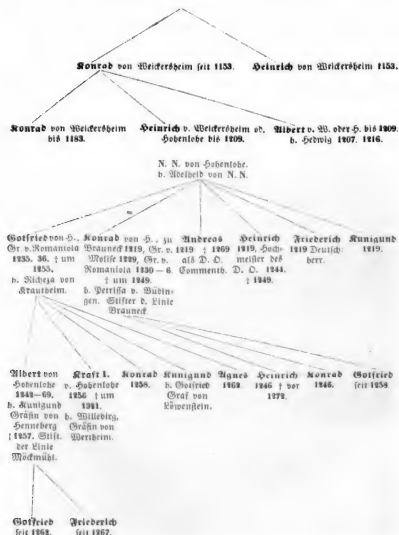 Konrad von Weickersheim seit 1153. Heinrich von Weickersheim 1153.
Konrad von Weickersheim bis 1183.
Heinrich v. Weickersheim od. Hohenlohe bis 1209.
Albert v. W. oder H. bis 1209. h. Hedwig 1207. 1216.
N. N. von Hohenlohe.
h. Adelheid von N. N.
Gotfried von H., Gr v. Romaniola 1235. 36. † um 1255.
h. Richeza von Krautheim.
Konrad von H., zu Brauneck 1219, Gr. v. Molise 1229, Gr. v. Romaniola 1230–6 † um 1249.
h. Petrissa v. Büdingen. Stifter d. Linie Brauneck
Andreas 1219 † 1269 als D. O. Commenth.
Heinrich 1219, Hochmeister des D. O. 1244. † 1249.
Friederich 1219 Deutschherr.
Kunigund 1219.
Albert von Hohenlohe 1242–69.
h. Kunigund Gräfin von Henneberg † 1257. Stift. der Linie Möckmühl.
Kraft I. v. Hohenlohe 1256 † um
h. Willebirg, Gräfin von Wertheim.
Konrad 1258.
Kunigund h. Gotfried Graf von Löwenstein.
Agnes 1262.
Heinrich 1246 † vor
Konrad 1246.
Gotfried seit 1258
Gotfried seit 1262.
Friederich seit 1267.